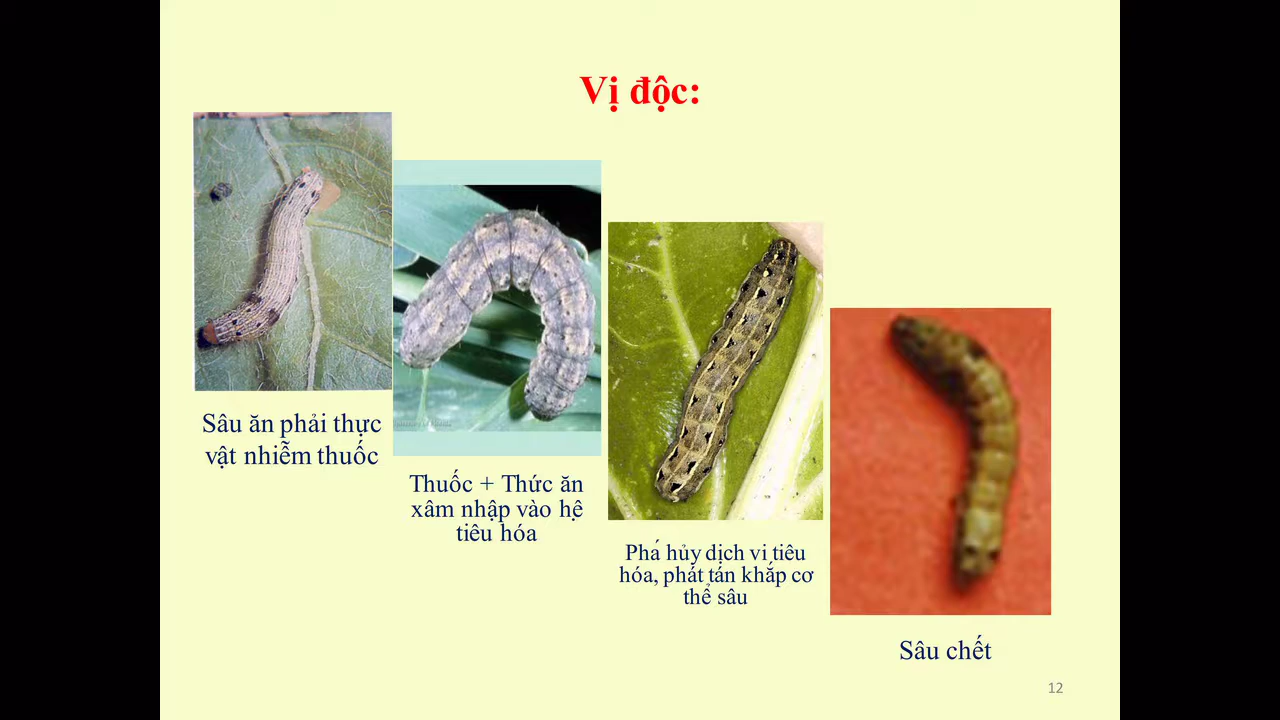 Vị độc:
Sâu ăn phải thực
vật nhiễm thuốc
Thuốc + Thức ăn
xâm nhập vào hệ
tiêu hóa
Phá hủy dịch vi tiêu
hóa, phát tán khắp cơ
thể sâu
Sâu chết
12